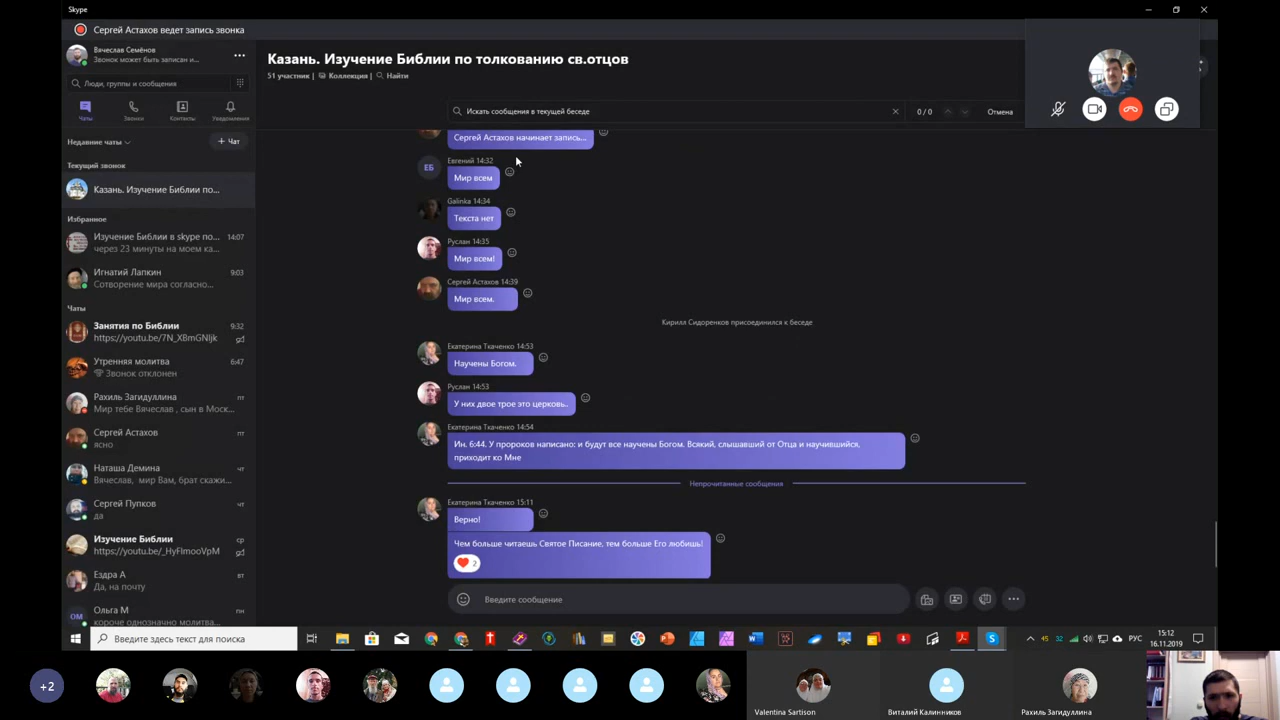 Skype
Сергей Астахов ведет запись звонка
Вячеслав Семёнов
Звонок может быть записан и...
Люди, группы и сообщения
Чаты
Звонки
Контакты
Уведомления
Недавние чаты
+ Чат
Текущий звонок
Казань. Изучение Библии по...
Избранное
Изучение Библии в skype по...
14:07
через 23 минуты на моем ка...
Игнатий Лапкин
9:03
Сотворение мира согласно...
Чаты
Занятия по Библии
9:32
https://youtu.be/7N_XBmGNljk
Утренняя молитва
6:47
Звонок отклонен
Рахиль Загидуллина
пт
Мир тебе Вячеслав , сын в Моск...
Сергей Астахов
пт
ясно
Наташа Демина
чт
Вячеслав, мир Вам, брат скажи...
Сергей Пупков
чт
да
Изучение Библии
ср
https://youtu.be/_HyFlmooVpM
Ездра А
вт
Да, на почту
ОМ
Ольга М
пн
короче однозначно молитва...
Казань. Изучение Библии по толкованию св.отцов
51 участник | Коллекция | Найти
Искать сообщения в текущей беседе
0 / 0
Отмена
Сергей Астахов начинает запись...
ЕБ
Евгений 14:32
Мир всем
Galinka 14:34
Текста нет
Руслан 14:35
Мир всем!
Сергей Астахов 14:39
Мир всем.
Кирилл Сидоренков присоединился к беседе
Екатерина Ткаченко 14:53
Научены Богом.
Руслан 14:53
У них двое трое это церковь..
Екатерина Ткаченко 14:54
Ин. 6:44. У пророков написано: и будут все научены Богом. Всякий, слышавший от Отца и научившийся,
приходит ко Мне
Непрочитанные сообщения
Екатерина Ткаченко 15:11
Верно!
Чем больше читаешь Святое Писание, тем больше Его любишь!
2
Введите сообщение
Введите здесь текст для поиска
45
32
РУС
15:12
16.11.2019
+2
Valentina Sartison
Виталий Калинников
Рахиль Загидуллина